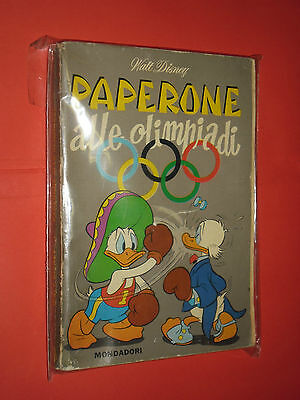 Walt Disney
PAPERONE
alle olimpiadi
MONDADORI